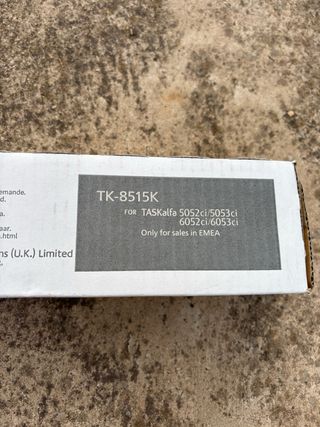 emande.
d.
a.
aar.
.html
ns (U.K.) Limited
TK-8515K
FOR TASKalfa 5052ci/5053ci
6052ci/6053ci
Only for sales in EMEA